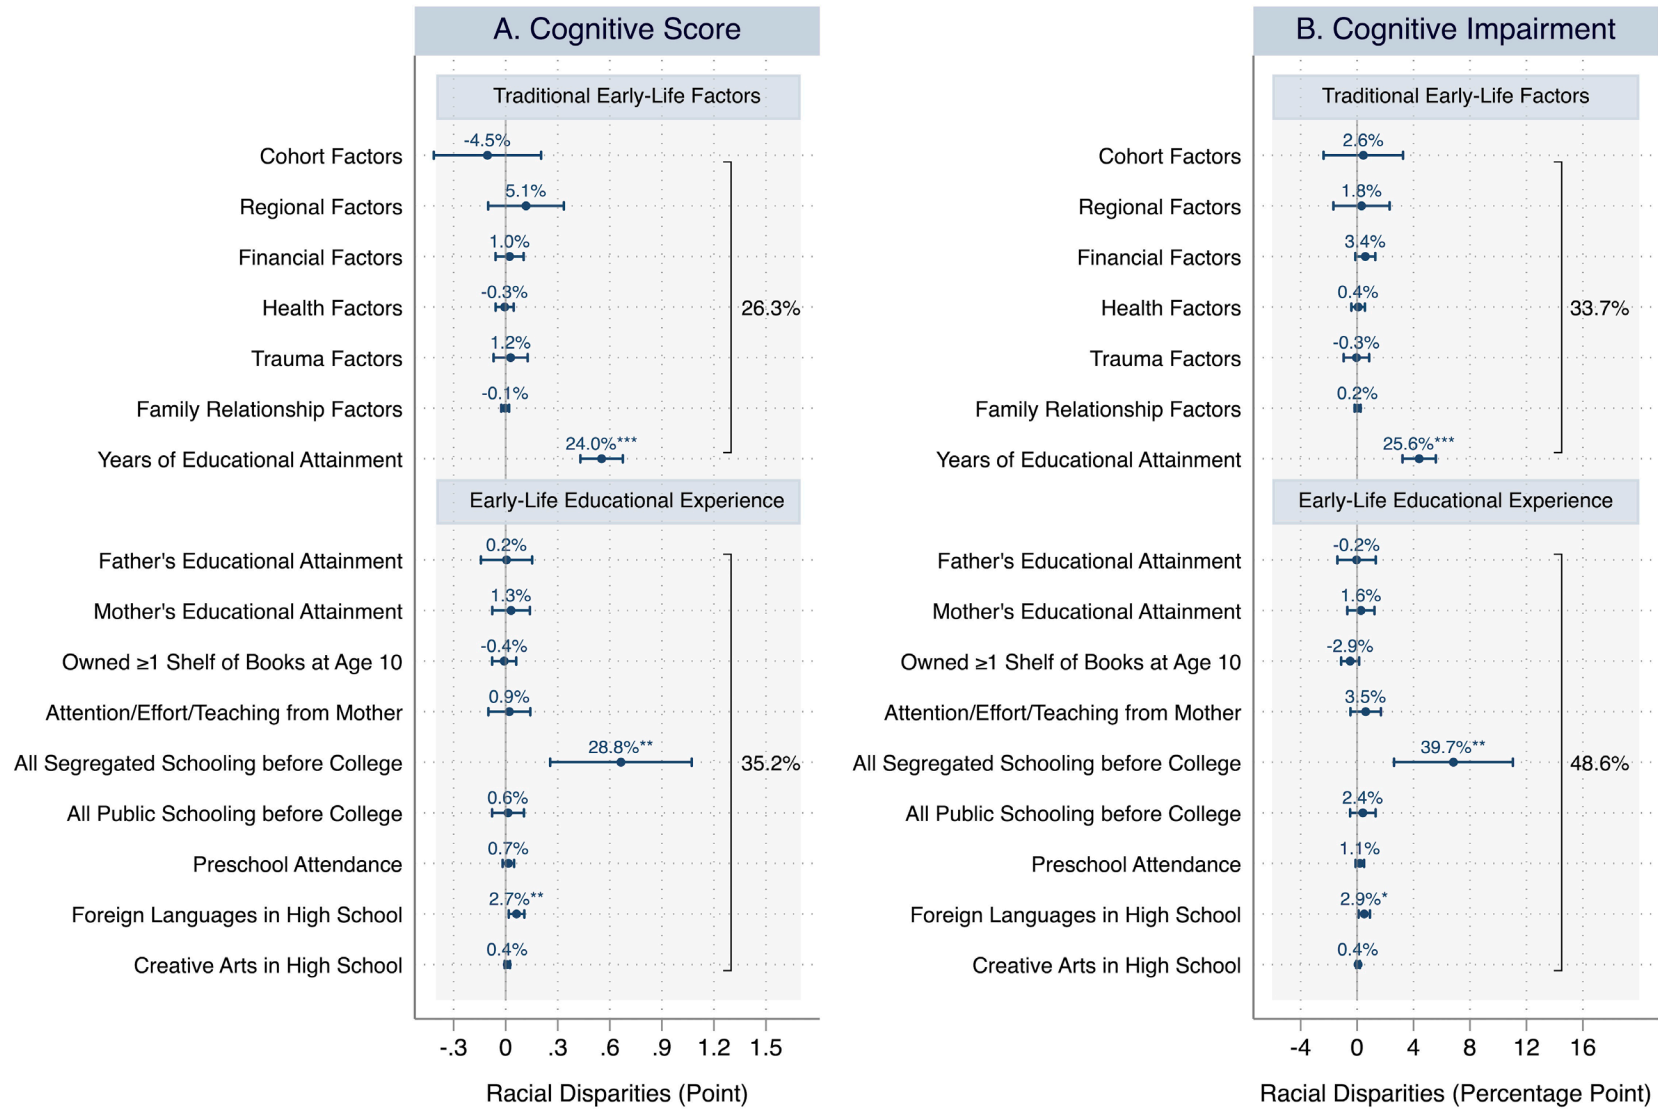 A. Cognitive Score
Traditional Early-Life Factors
Cohort Factors -4.5%
Regional Factors 5.1%
Financial Factors 1.0%
Health Factors -0.3%
26.3%
Trauma Factors 1.2%
Family Relationship Factors -0.1%
Years of Educational Attainment 24.0%***
Early-Life Educational Experience
Father's Educational Attainment 0.2%
Mother's Educational Attainment 1.3%
Owned ≥1 Shelf of Books at Age 10 -0.4%
Attention/Effort/Teaching from Mother 0.9%
All Segregated Schooling before College 28.8%**
35.2%
All Public Schooling before College 0.6%
Preschool Attendance 0.7%
Foreign Languages in High School 2.7%**
Creative Arts in High School 0.4%
-.3 0 .3 .6 .9 1.2 1.5
Racial Disparities (Point)
B. Cognitive Impairment
Traditional Early-Life Factors
Cohort Factors 2.6%
Regional Factors 1.8%
Financial Factors 3.4%
Health Factors 0.4%
33.7%
Trauma Factors -0.3%
Family Relationship Factors 0.2%
Years of Educational Attainment 25.6%***
Early-Life Educational Experience
Father's Educational Attainment -0.2%
Mother's Educational Attainment 1.6%
Owned ≥1 Shelf of Books at Age 10 -2.9%
Attention/Effort/Teaching from Mother 3.5%
All Segregated Schooling before College 39.7%**
48.6%
All Public Schooling before College 2.4%
Preschool Attendance 1.1%
Foreign Languages in High School 2.9%*
Creative Arts in High School 0.4%
-4 0 4 8 12 16
Racial Disparities (Percentage Point)